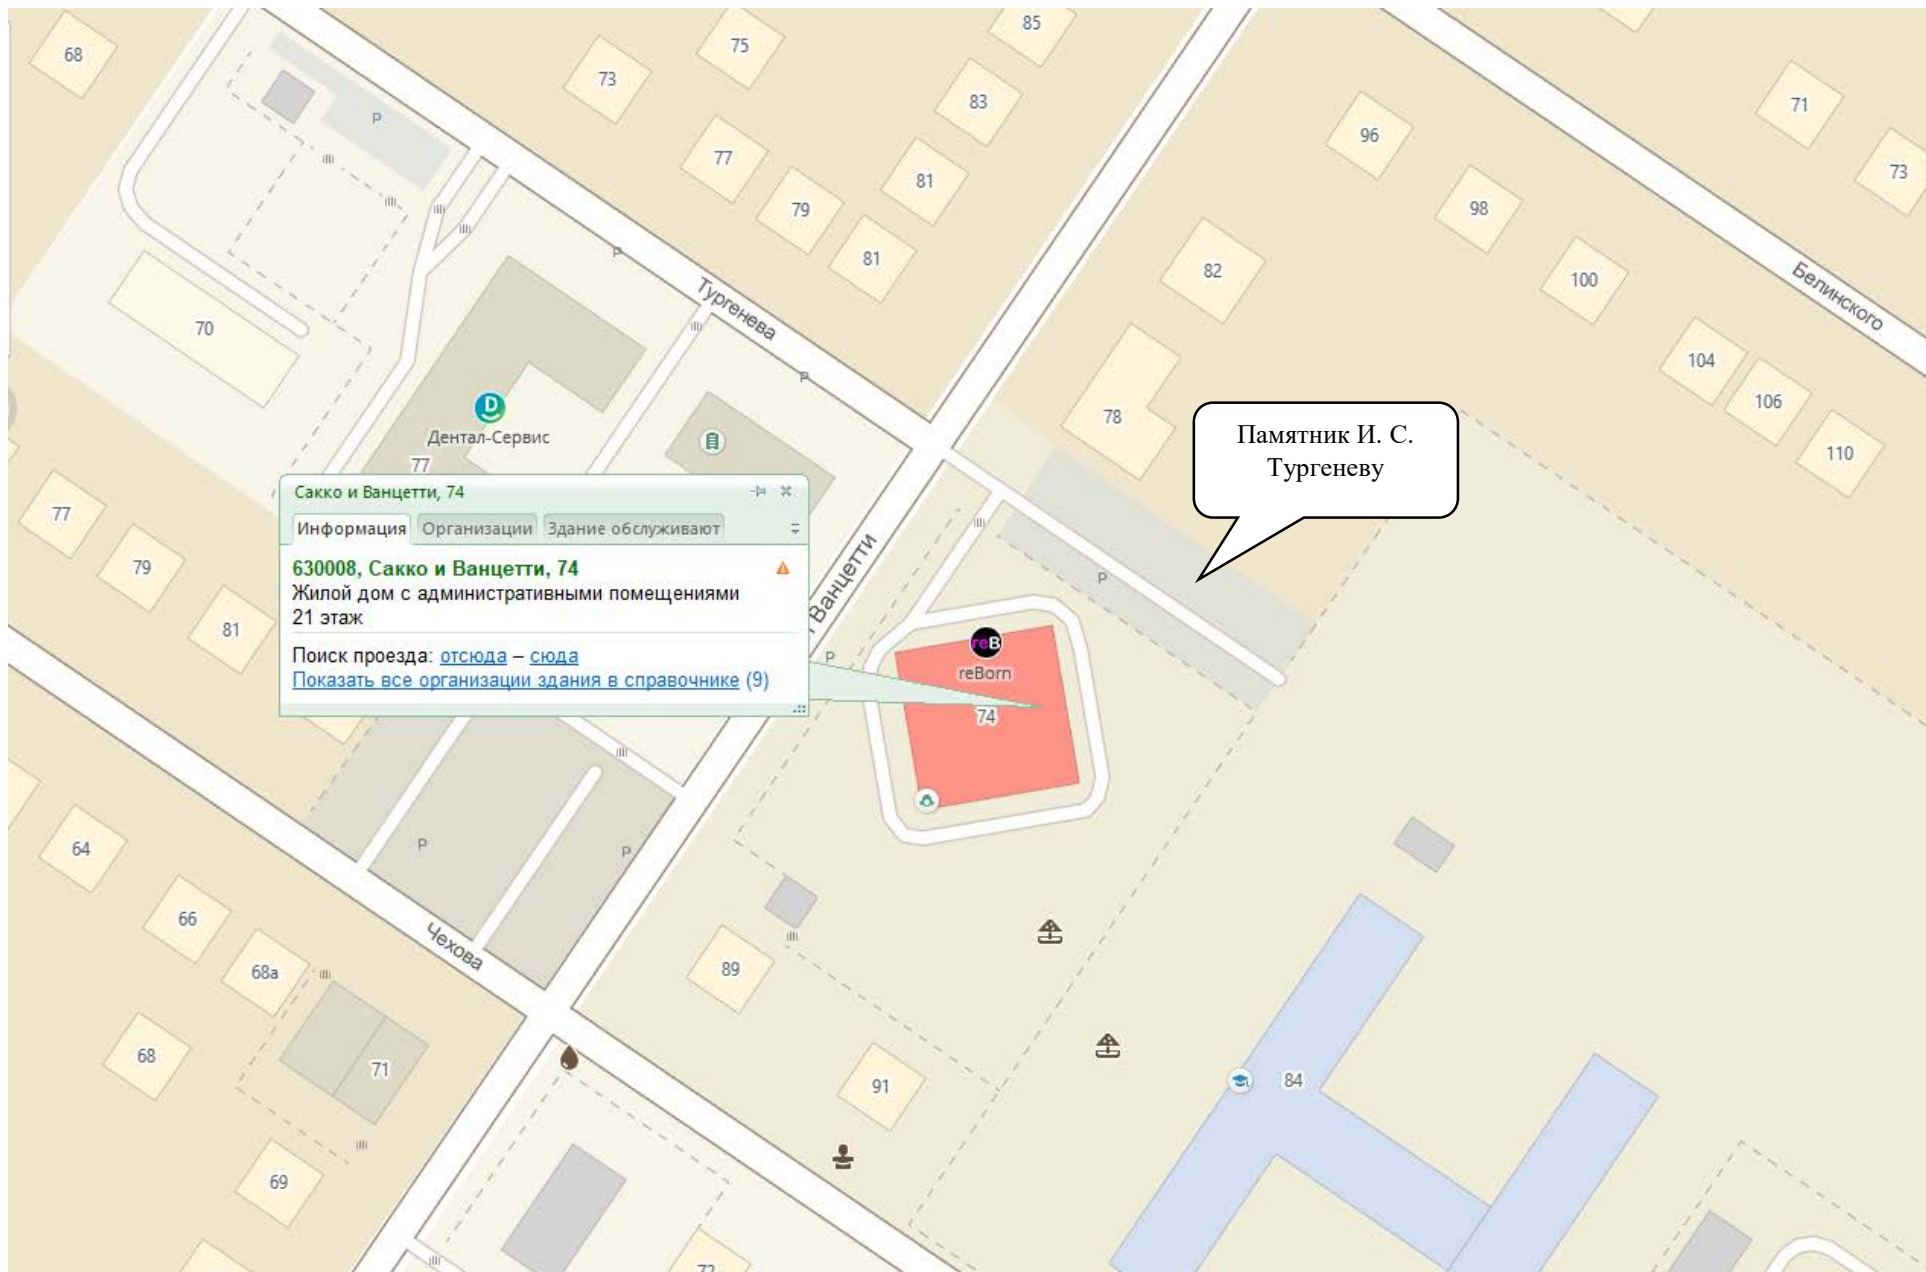 85
68
75
73
83
71
96
P
77
73
81
79
98
81
82
100
Тургенева
Белинского
70
P
P
104
106
78
110
Дентал-Сервис
77
Памятник И. С.
Тургеневу
Сакко и Ванцетти, 74
Информация
Организации
Здание обслуживают
630008, Сакко и Ванцетти, 74
Жилой дом с административными помещениями
21 этаж
Поиск проезда: отсюда – сюда
Показать все организации здания в справочнике (9)
77
79
81
Ванцетти
P
P
reB
reBorn
74
64
P
P
66
Чехова
68а
89
68
71
91
84
69
72